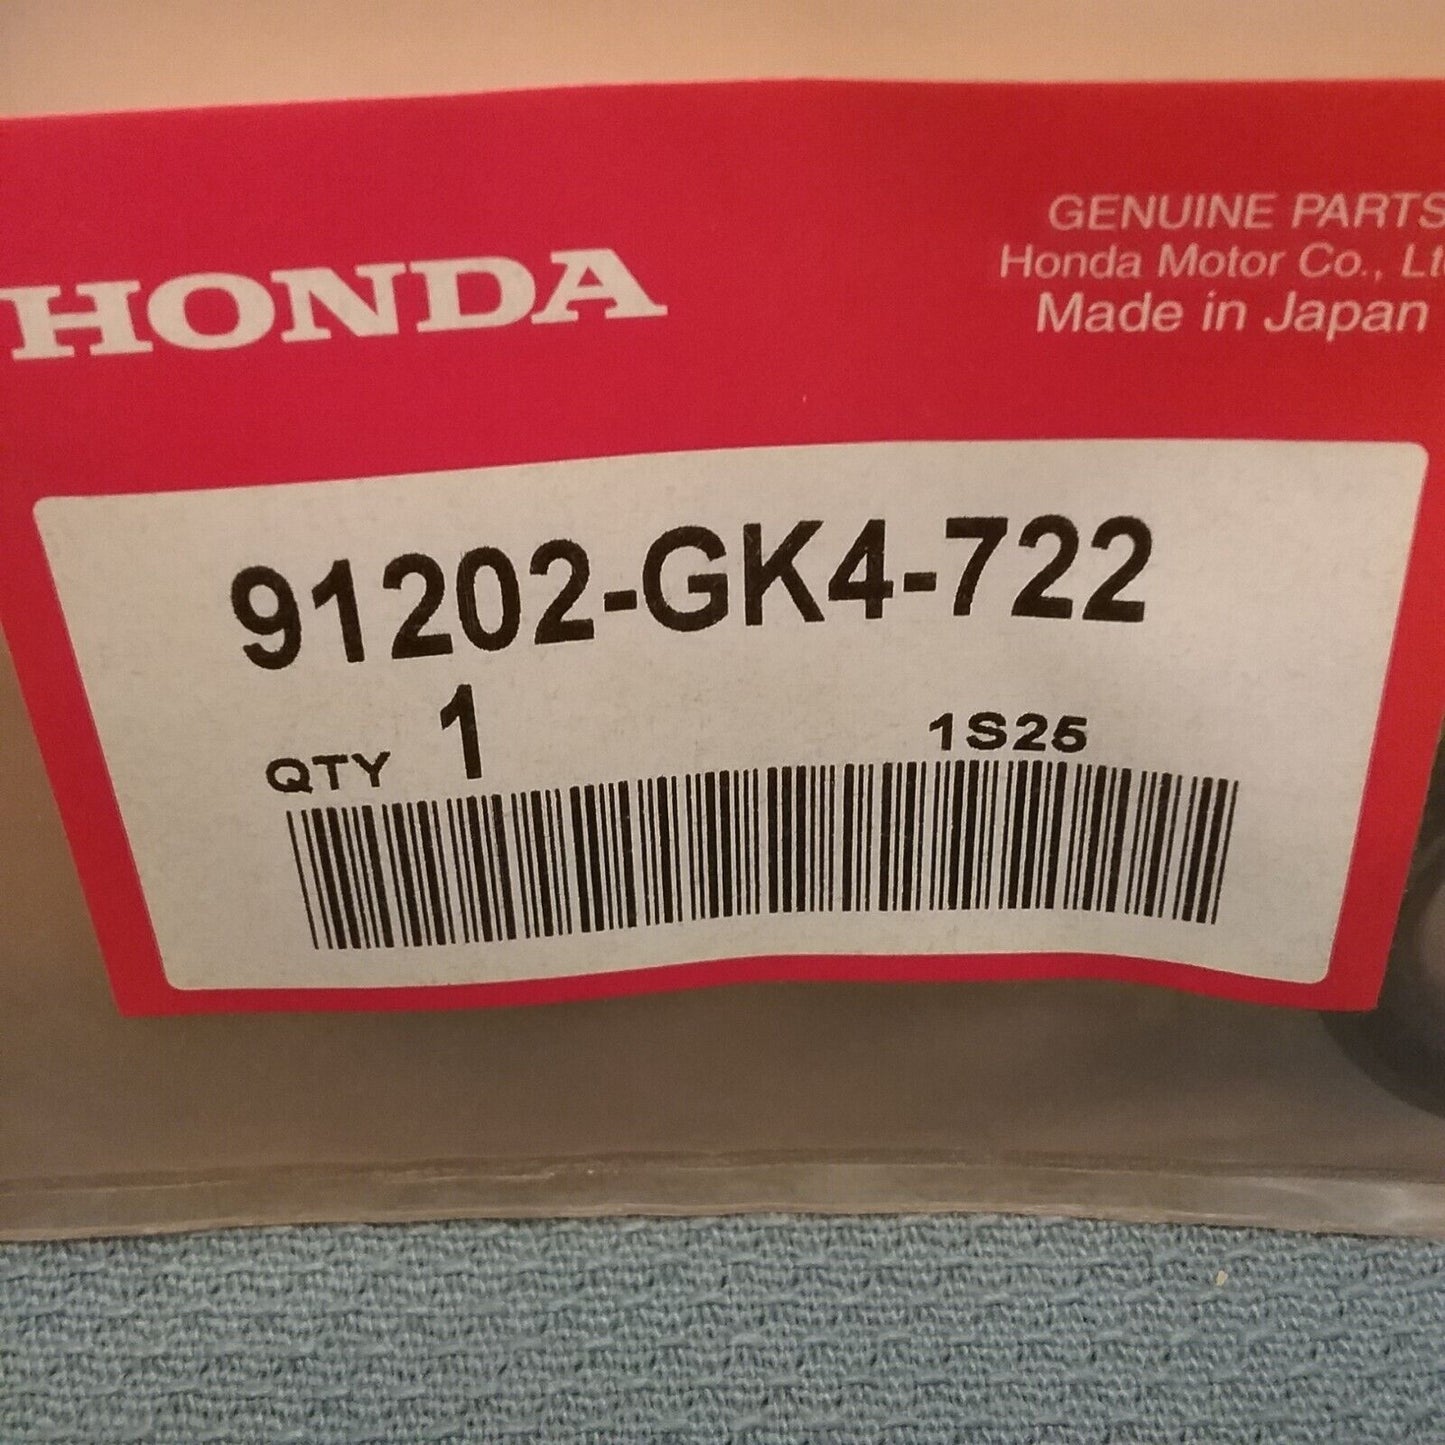 HONDA
GENUINE PARTS
Honda Motor Co., Lt
Made in Japan
91202-GK4-722
QTY 1
1S25